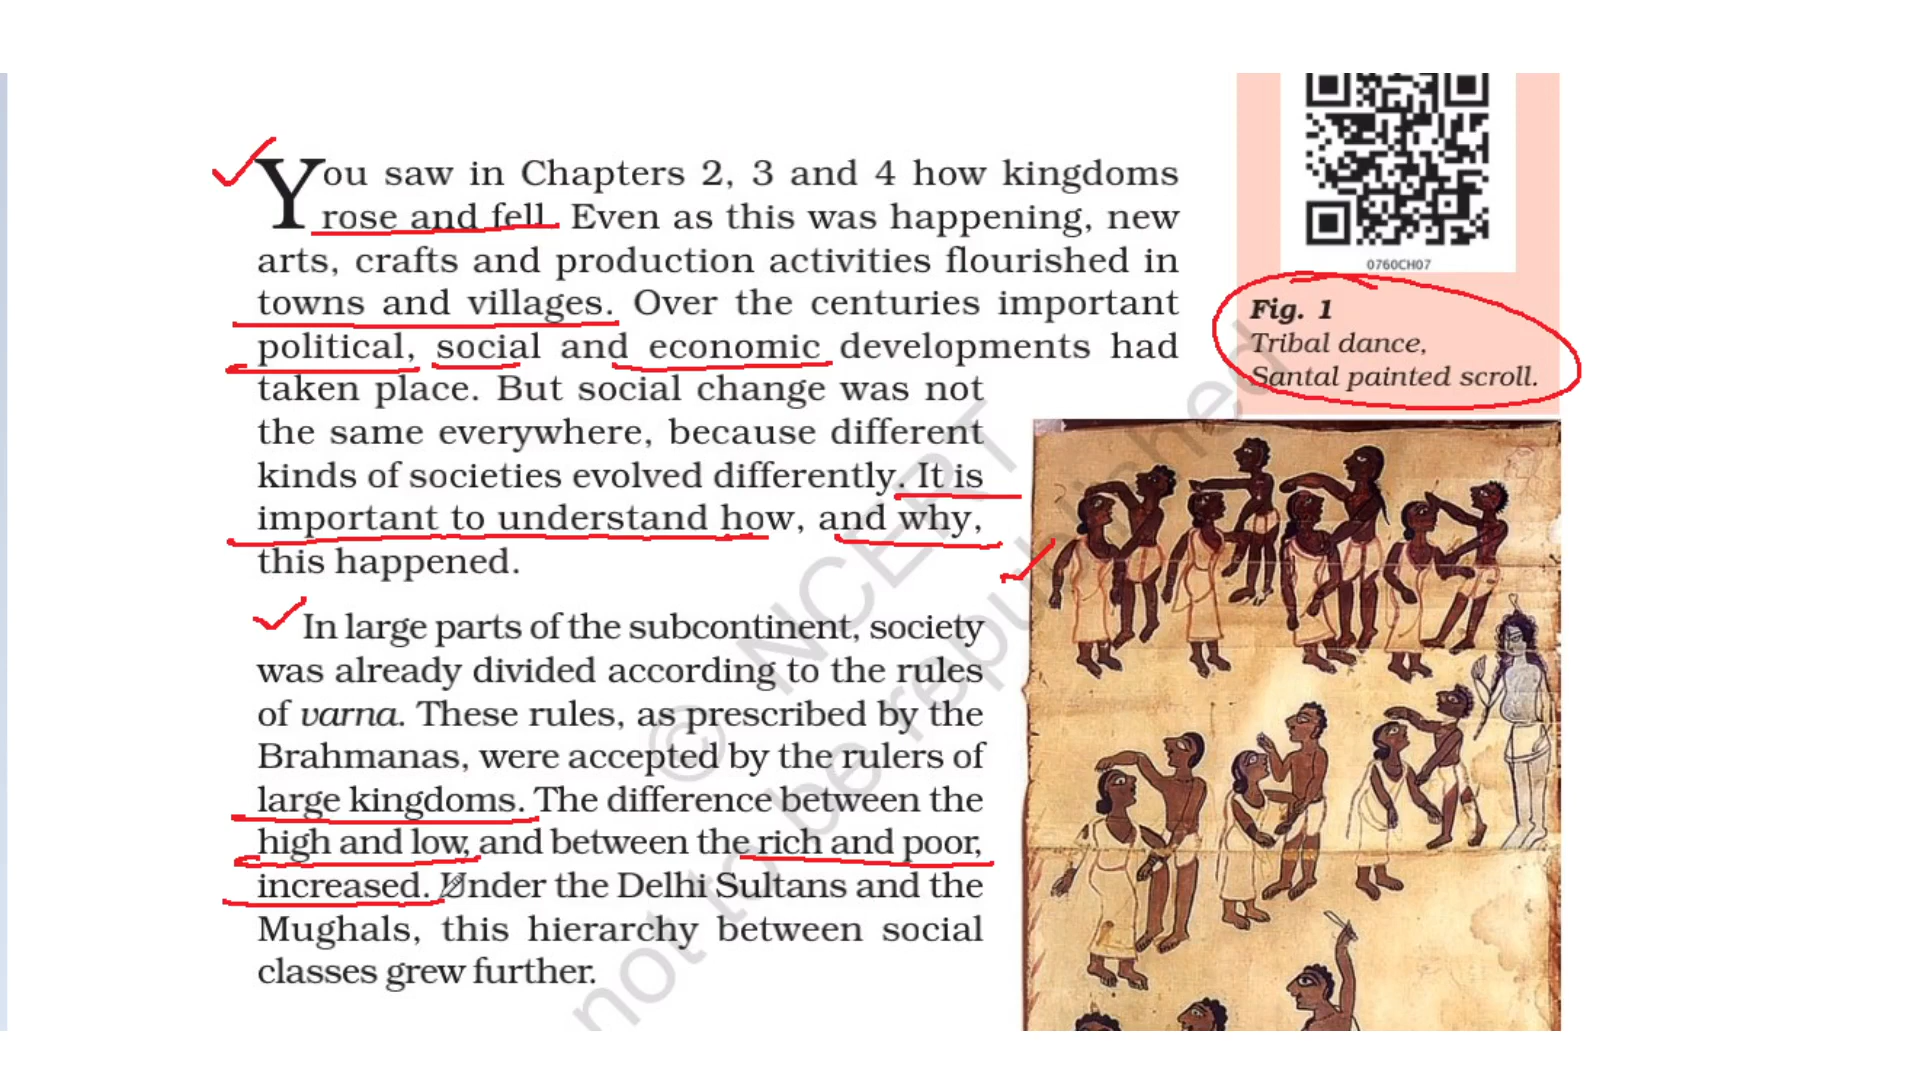 You saw in Chapters 2, 3 and 4 how kingdoms
rose and fell. Even as this was happening, new
arts, crafts and production activities flourished in
towns and villages. Over the centuries important
political, social and economic developments had
taken place. But social change was not
the same everywhere, because different
kinds of societies evolved differently. It is
important to understand how, and why,
this happened.
In large parts of the subcontinent, society
was already divided according to the rules
of varna. These rules, as prescribed by the
Brahmanas, were accepted by the rulers of
large kingdoms. The difference between the
high and low, and between the rich and poor,
increased. Under the Delhi Sultans and the
Mughals, this hierarchy between social
classes grew further.
0760CH07
Fig. 1
Tribal dance,
Santal painted scroll.
© NCERT
not to be republished